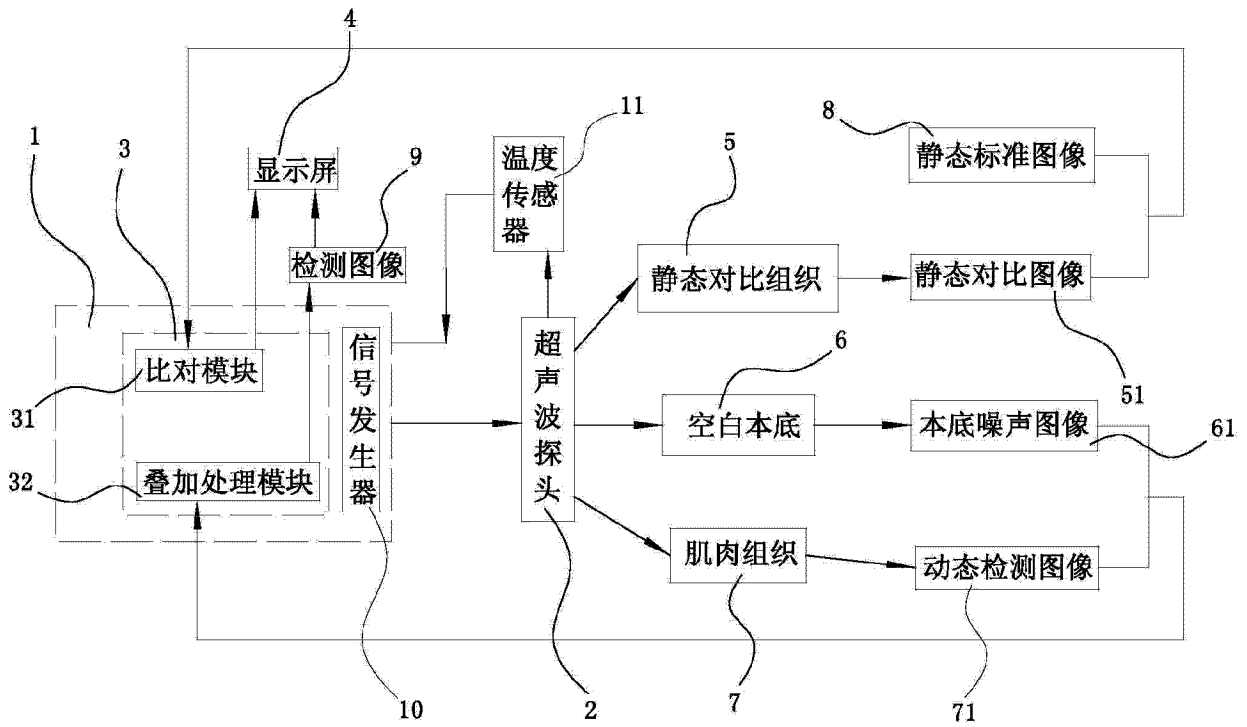 4
11
8
1
3
显示屏
9
温度
传感
器
5
静态标准图像
检测图像
静态对比组织
静态对比图像
比对模块
31
信
号
发
生
器
超
声
波
探
头
6
51
空白本底
本底噪声图像
61
32
叠加处理模块
肌肉组织
动态检测图像
10
2
7
71